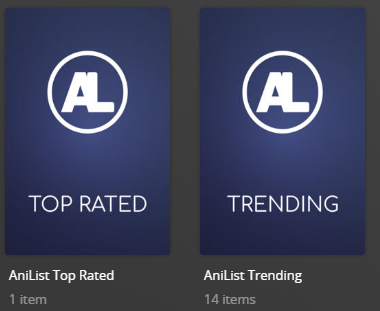 AL
TOP RATED
AniList Top Rated
1 item
AL
TRENDING
AniList Trending
14 items